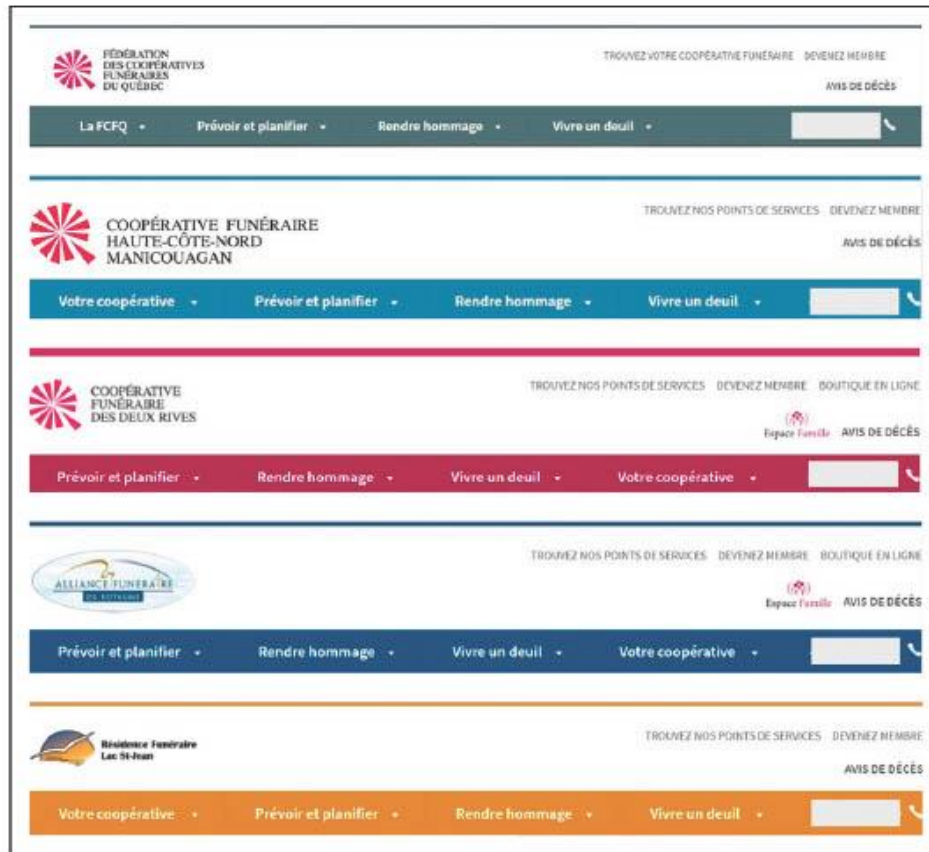 FÉDÉRATION
DES COOPÉRATIVES
FUNÉRAIRES
DU QUÉBEC
TROUVEZ VOTRE COOPÉRATIVE FUNÉRAIRE DEVENEZ MEMBRE
AVIS DE DÉCÈS
La FCFQ Prévoir et planifier Rendre hommage Vivre un deuil
COOPÉRATIVE FUNÉRAIRE
HAUTE-CÔTE-NORD
MANICOUAGAN
TROUVEZ NOS POINTS DE SERVICES DEVENEZ MEMBRE
AVIS DE DÉCÈS
Votre coopérative Prévoir et planifier Rendre hommage Vivre un deuil
COOPÉRATIVE
FUNÉRAIRE
DES DEUX RIVES
TROUVEZ NOS POINTS DE SERVICES DEVENEZ MEMBRE BOUTIQUE EN LIGNE
Espace Famille AVIS DE DÉCÈS
Prévoir et planifier Rendre hommage Vivre un deuil Votre coopérative
ALLIANCE FUNÉRAIRE
DU ROYAUME
TROUVEZ NOS POINTS DE SERVICES DEVENEZ MEMBRE BOUTIQUE EN LIGNE
Espace Famille AVIS DE DÉCÈS
Prévoir et planifier Rendre hommage Vivre un deuil Votre coopérative
Résidence Funéraire
Lac St-Jean
TROUVEZ NOS POINTS DE SERVICES DEVENEZ MEMBRE
AVIS DE DÉCÈS
Votre coopérative Prévoir et planifier Rendre hommage Vivre un deuil